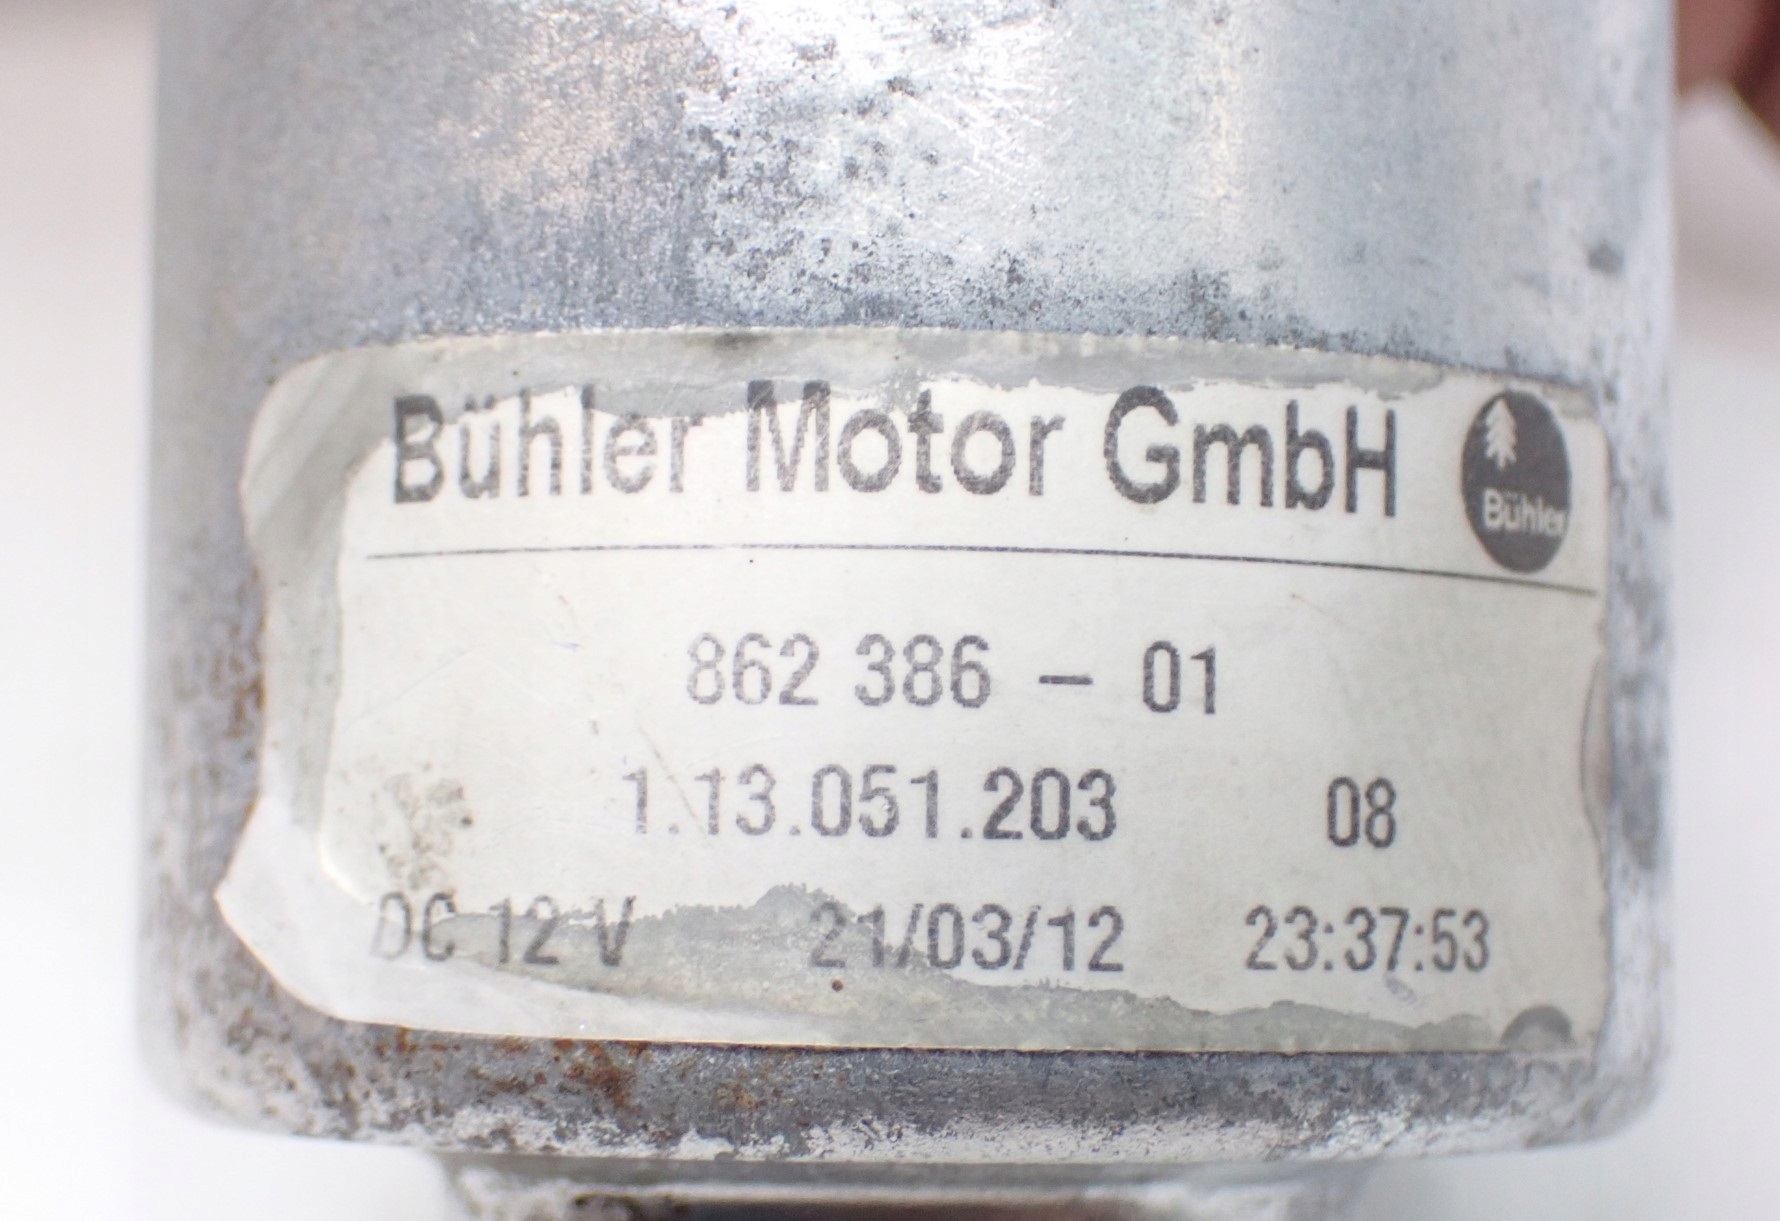 Bühler Motor GmbH
Bühler
862 386 – 01
1.13.051.203 08
DC 12 V 21/03/12 23:37:53